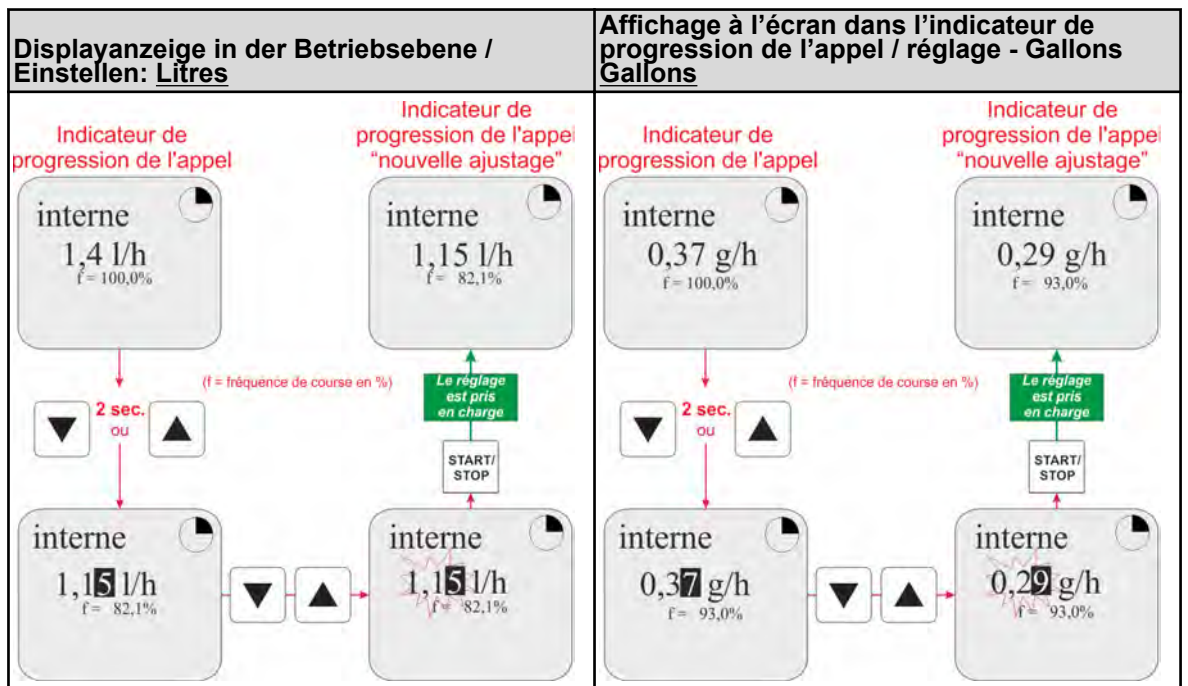 Displayanzeige in der Betriebsebene /
Einstellen: Litres
Affichage à l’écran dans l’indicateur de
progression de l’appel / réglage - Gallons
Gallons
Indicateur de
progression de l'appel
Indicateur de
progression de l'appel
“nouvelle ajustage”
interne
1,4 l/h
f = 100,0%
interne
1,15 l/h
f = 82,1%
(f = fréquence de course en %)
Le réglage
est pris
en charge
2 sec.
ou
START/
STOP
interne
1,15 l/h
f = 82,1%
interne
1,15 l/h
f = 82,1%
Indicateur de
progression de l'appel
Indicateur de
progression de l'appel
“nouvelle ajustage”
interne
0,37 g/h
f = 100,0%
interne
0,29 g/h
f = 93,0%
(f = fréquence de course en %)
Le réglage
est pris
en charge
2 sec.
ou
START/
STOP
interne
0,37 g/h
f = 93,0%
interne
0,29 g/h
f = 93,0%